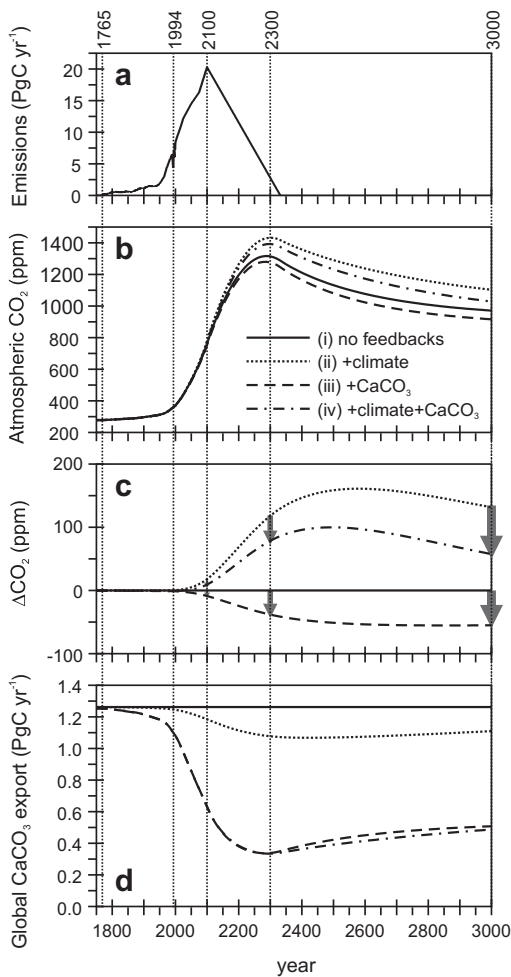 1765
1994
2100
2300
3000
a
Emissions (PgC yr-1)
20
15
10
5
0
b
Atmospheric CO2 (ppm)
1400
1200
1000
800
600
400
200
(i) no feedbacks
(ii) +climate
(iii) +CaCO3
(iv) +climate+CaCO3
c
ΔCO2 (ppm)
200
100
0
-100
d
Global CaCO3 export (PgC yr-1)
1.4
1.2
1.0
0.8
0.6
0.4
0.2
0.0
1800 2000 2200 2400 2600 2800 3000
year